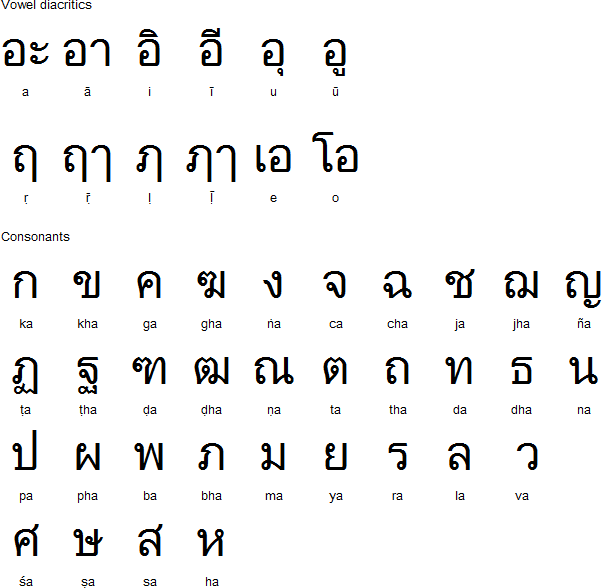 Vowel diacritics
อะ อา อิ อี อุ อู
a ā i ī u ū
ฤ ฤๅ ภ ภๅ เอ โอ
ṛ ṝ ḷ ḹ e o
Consonants
ก ข ค ฆ ง จ ฉ ช ฌ ญ
ka kha ga gha ṅa ca cha ja jha ña
ฏ ฐ ฑ ฒ ณ ต ถ ท ธ น
ṭa ṭha ḍa ḍha ṇa ta tha da dha na
ป ผ พ ภ ม ย ร ล ว
pa pha ba bha ma ya ra la va
ศ ษ ส ห
śa ṣa sa ha